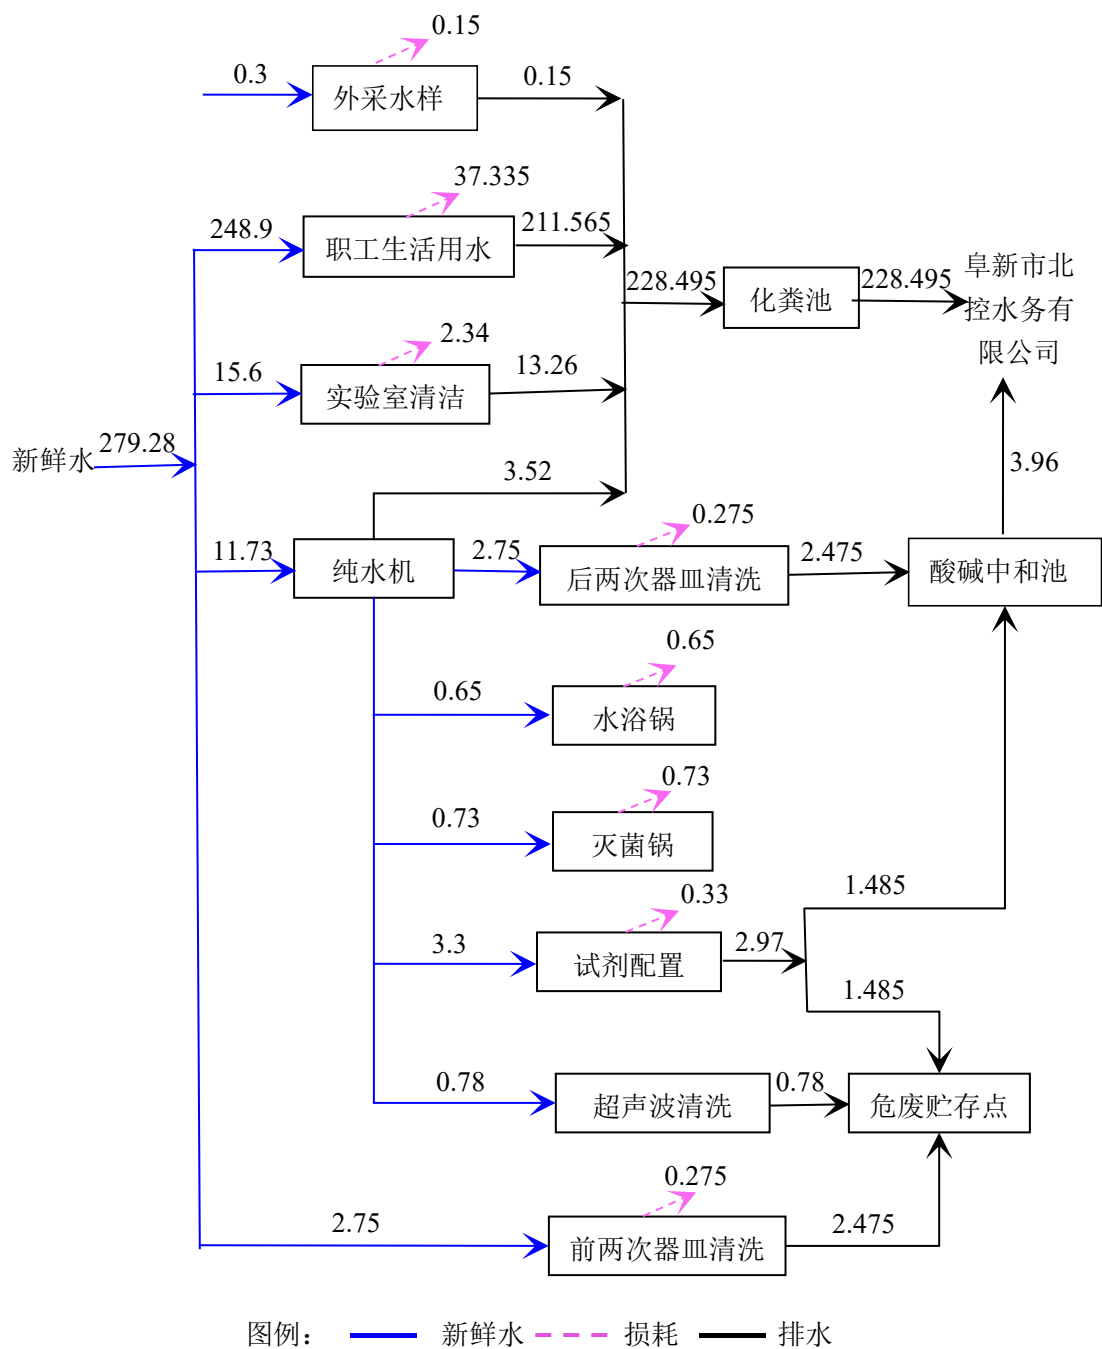 0.15
0.3
外采水样
0.15
37.335
248.9
职工生活用水
211.565
228.495
化粪池
228.495
阜新市北
控水务有
限公司
2.34
15.6
实验室清洁
13.26
新鲜水
279.28
3.52
3.96
0.275
11.73
纯水机
2.75
后两次器皿清洗
2.475
酸碱中和池
0.65
0.65
水浴锅
0.73
0.73
灭菌锅
0.33
1.485
3.3
试剂配置
2.97
1.485
0.78
超声波清洗
0.78
危废贮存点
0.275
2.75
前两次器皿清洗
2.475
图例： 新鲜水 损耗 排水